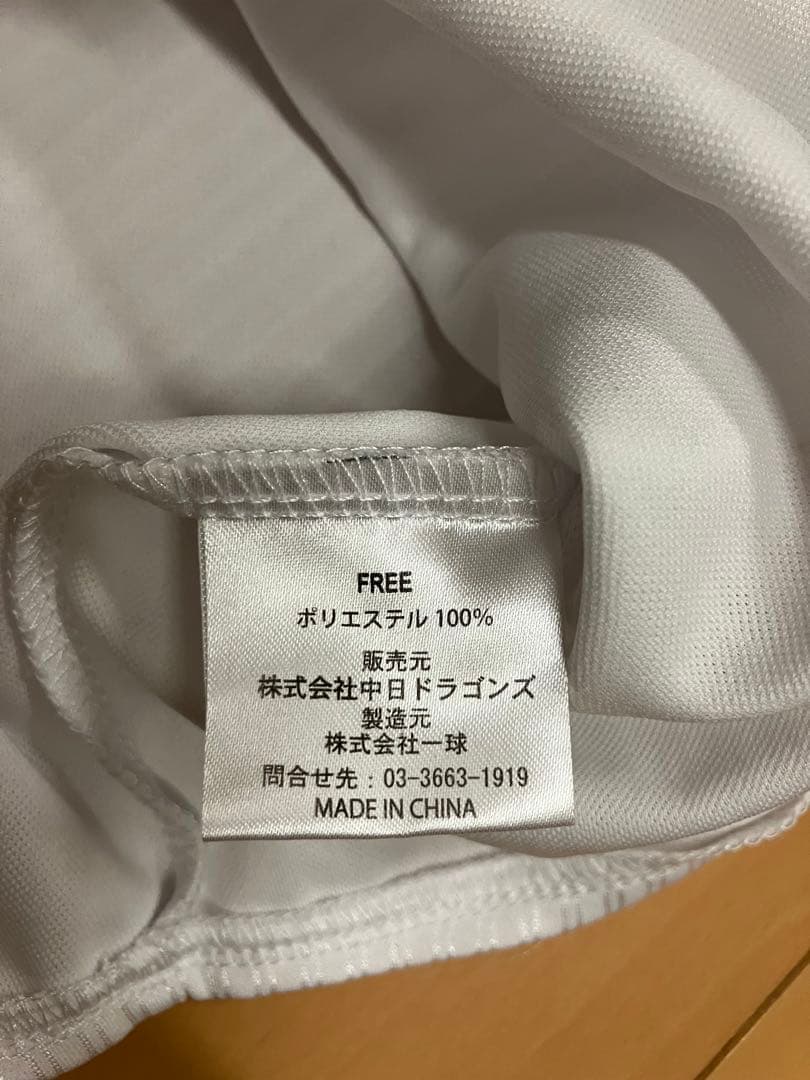 FREE
ポリエステル 100%
販売元
株式会社中日ドラゴンズ
製造元
株式会社一球
問合せ先：03-3663-1919
MADE IN CHINA